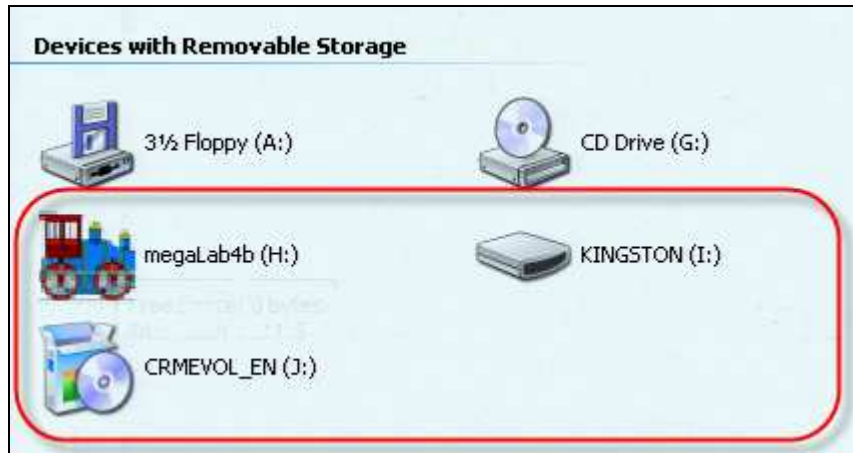 Devices with Removable Storage
3½ Floppy (A:)
CD Drive (G:)
megaLab4b (H:)
KINGSTON (I:)
CRMEVOL_EN (J:)